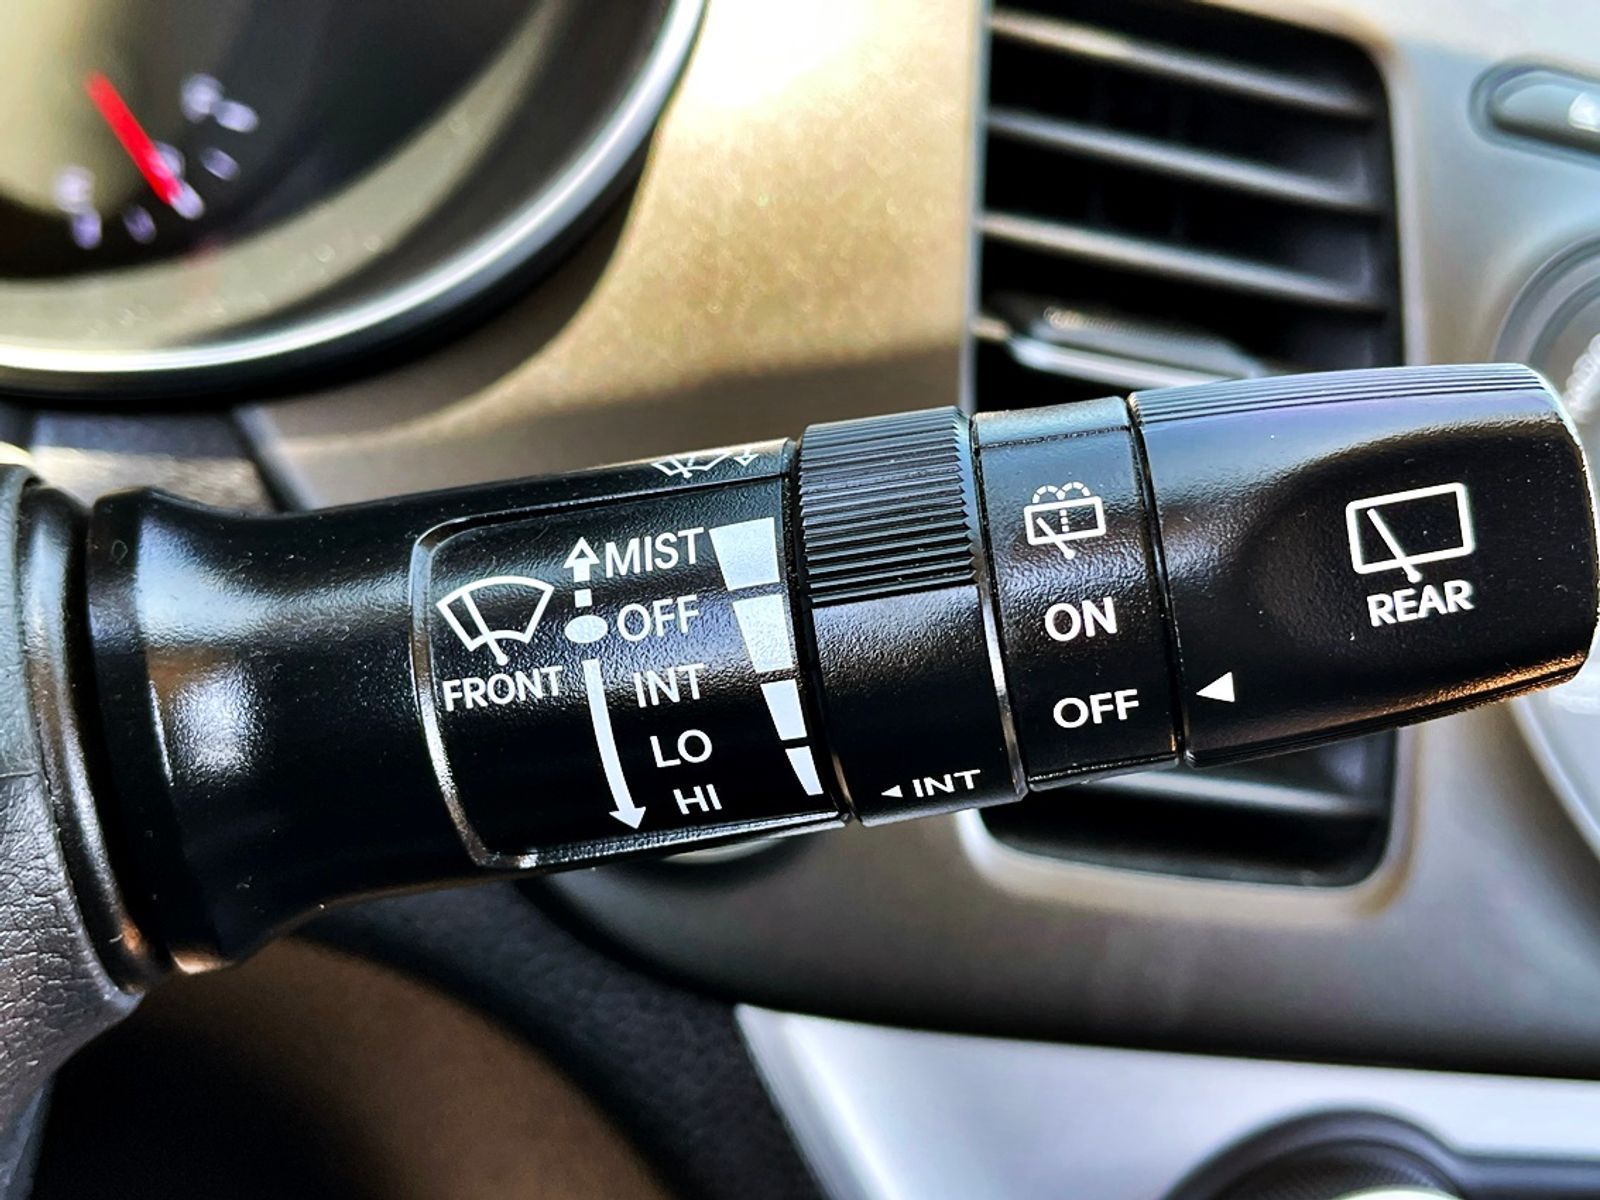 MIST
OFF
INT
LO
HI
FRONT
INT
ON
OFF
REAR